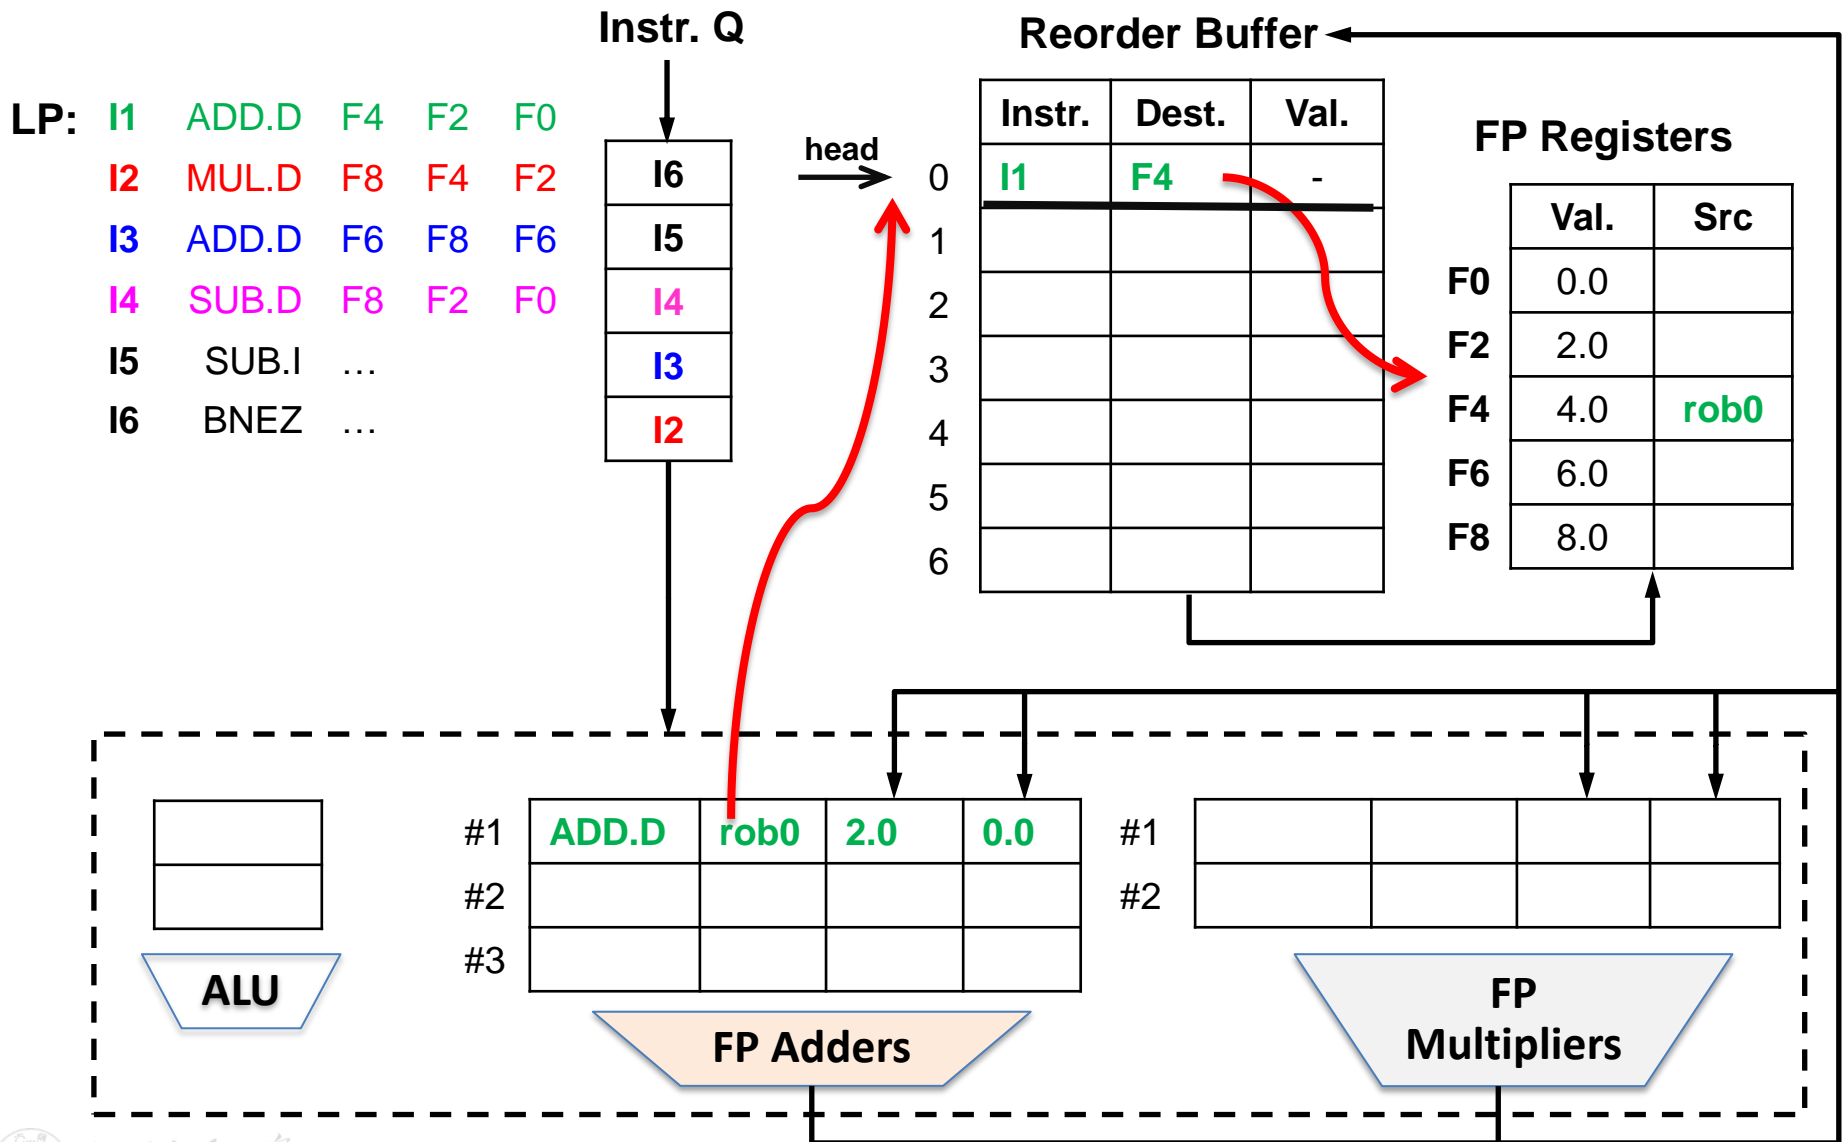 Instr. Q
Reorder Buffer
LP: I1 ADD.D F4 F2 F0
I2 MUL.D F8 F4 F2
I3 ADD.D F6 F8 F6
I4 SUB.D F8 F2 F0
I5 SUB.I …
I6 BNEZ …
I6
I5
I4
I3
I2
head
Instr. Dest. Val.
0 I1 F4 -
1
2
3
4
5
6
FP Registers
Val. Src
F0 0.0
F2 2.0
F4 4.0 rob0
F6 6.0
F8 8.0
ALU
#1 ADD.D rob0 2.0 0.0
#2
#3
FP Adders
#1
#2
FP
Multipliers